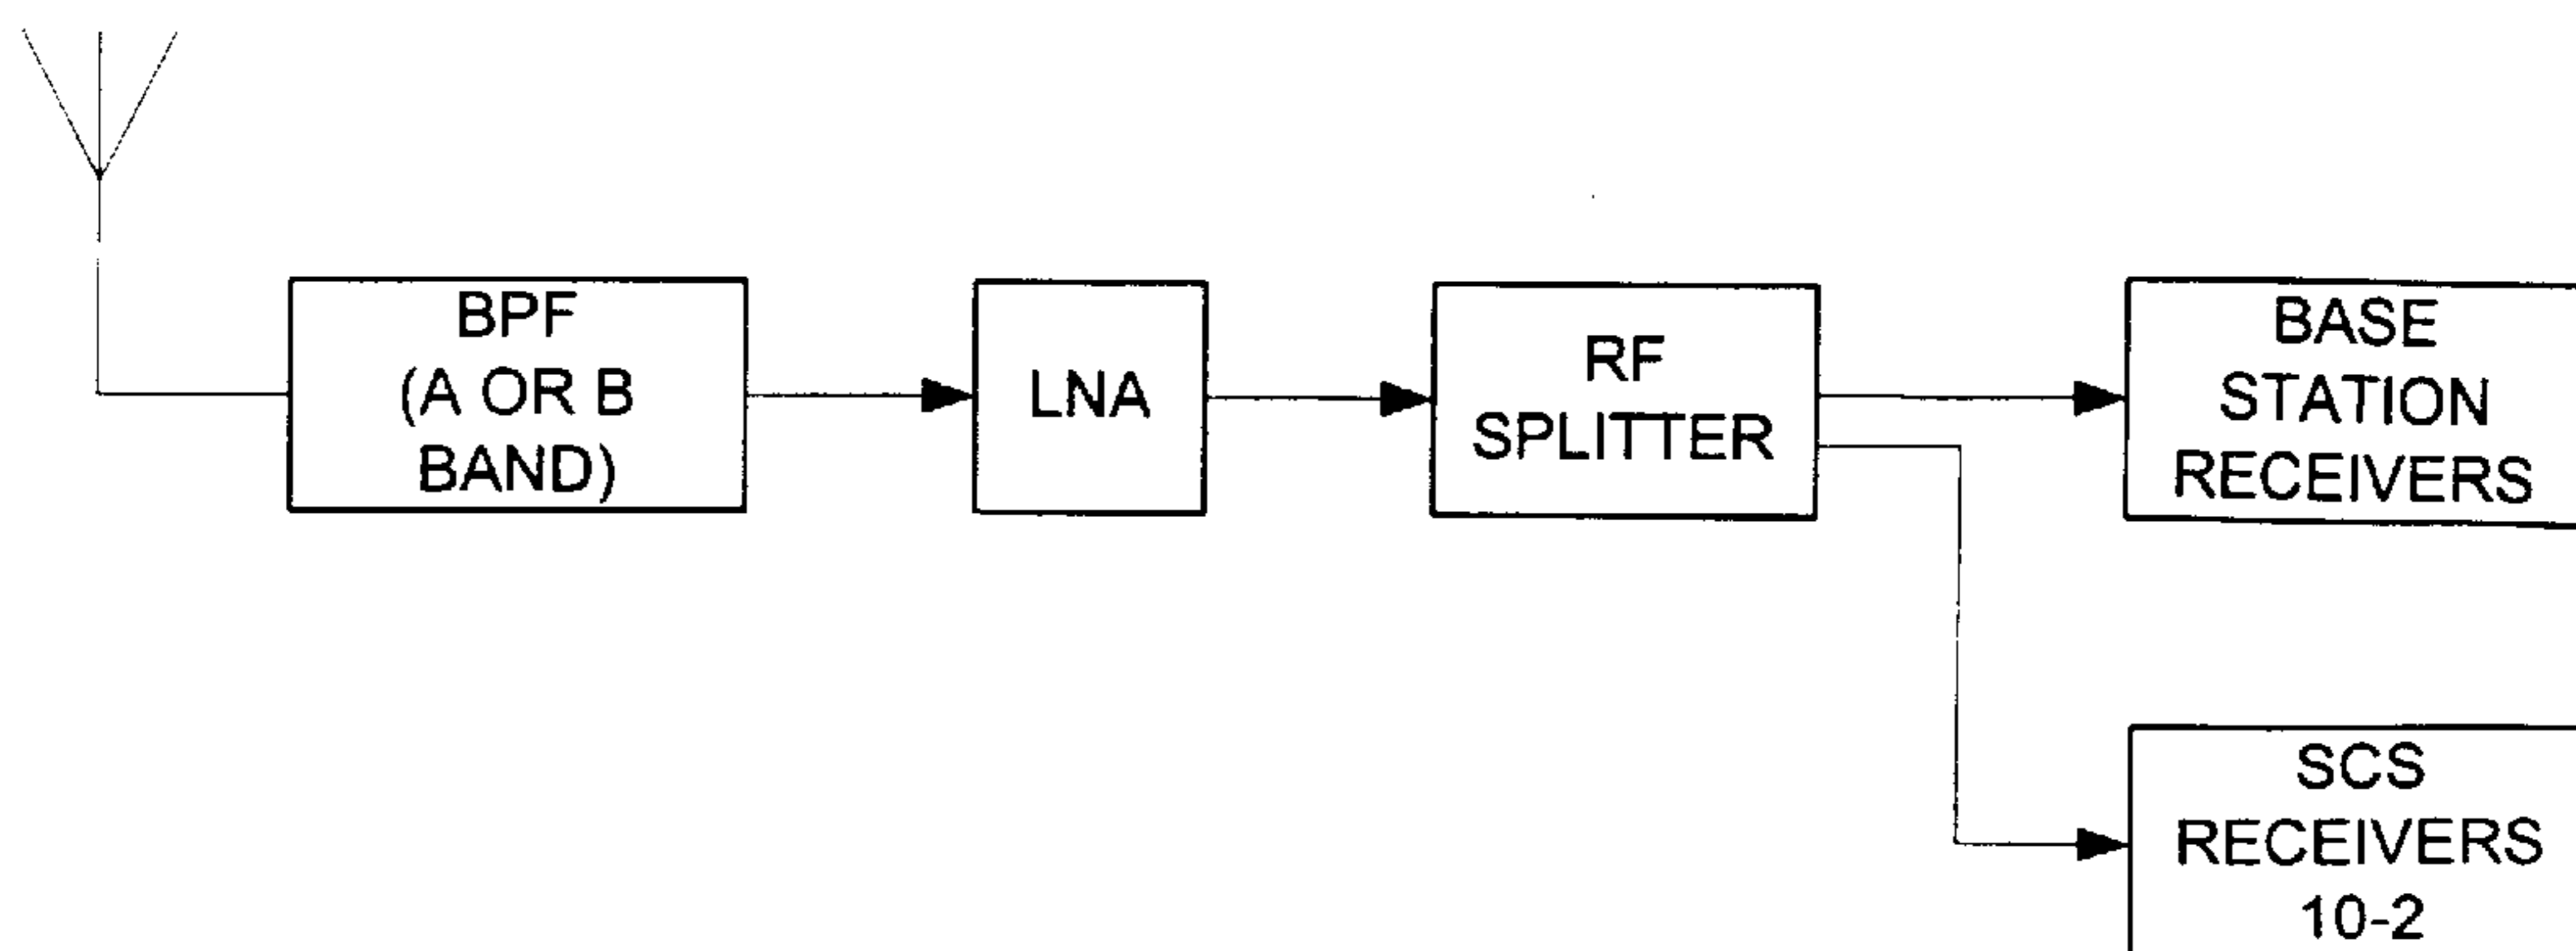 BPF
(A OR B
BAND)
LNA
RF
SPLITTER
BASE
STATION
RECEIVERS
SCS
RECEIVERS
10-2